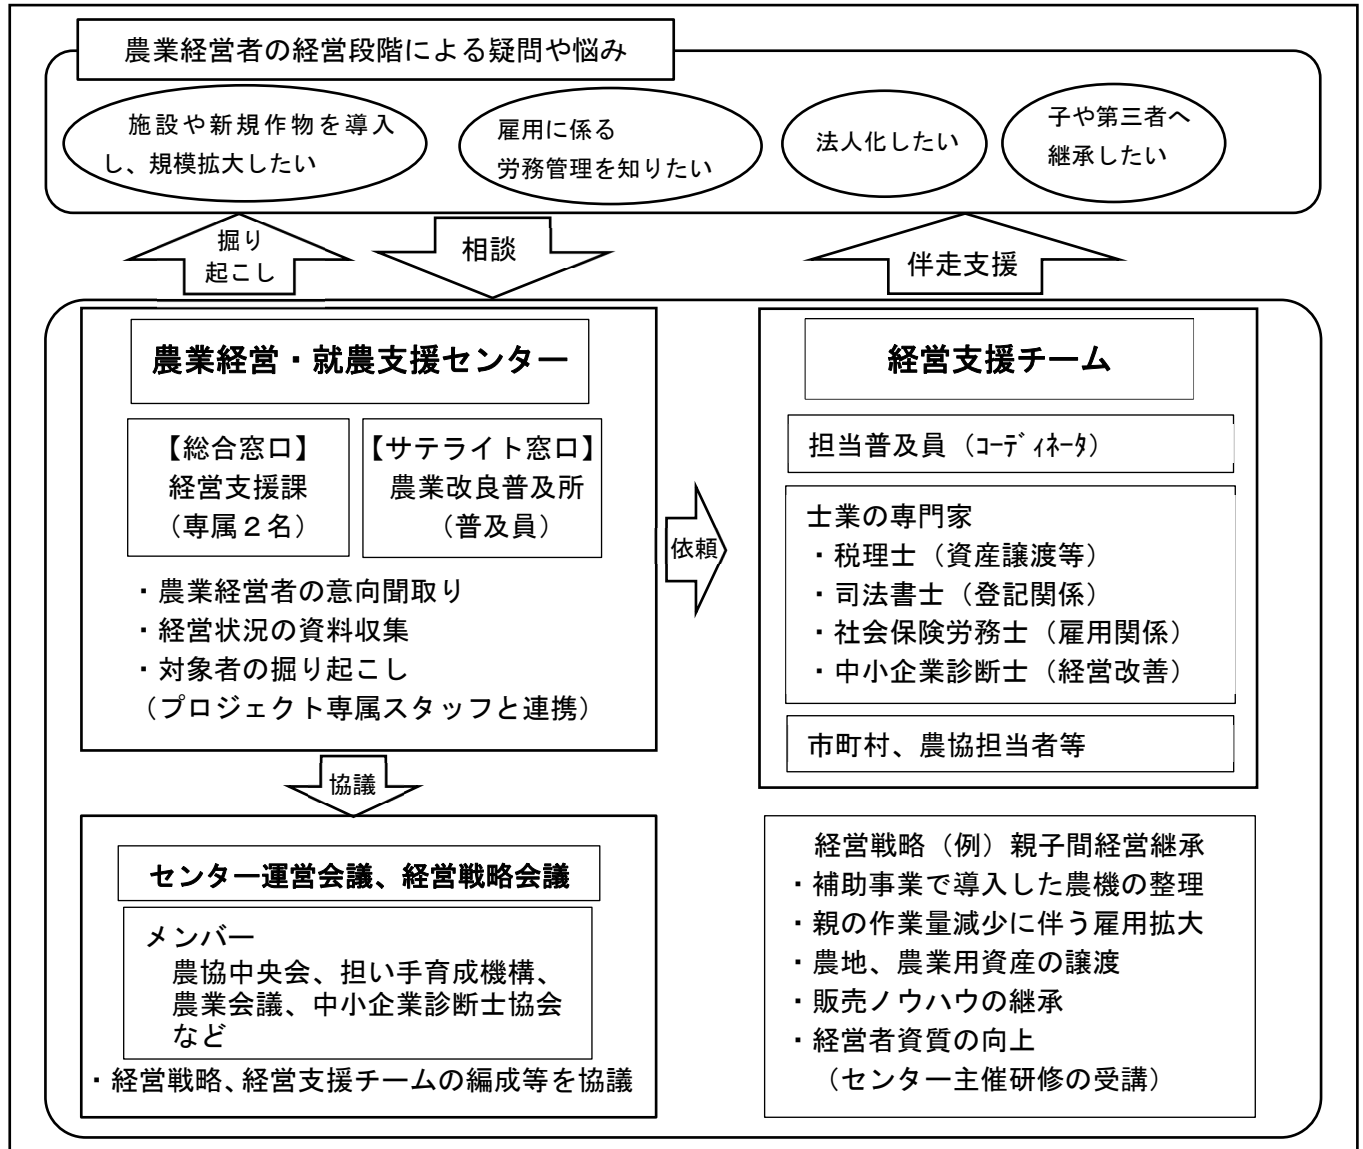 農業経営者の経営段階による疑問や悩み
施設や新規作物を導入
し、規模拡大したい
雇用に係る
労務管理を知りたい
法人化したい
子や第三者へ
継承したい
掘り
起こし
相談
伴走支援
農業経営・就農支援センター
【総合窓口】
経営支援課
（専属２名）
【サテライト窓口】
農業改良普及所
（普及員）
・農業経営者の意向聞取り
・経営状況の資料収集
・対象者の掘り起こし
（プロジェクト専属スタッフと連携）
依頼
経営支援チーム
担当普及員（ｺｰﾃﾞｨﾈｰﾀ）
士業の専門家
・税理士（資産譲渡等）
・司法書士（登記関係）
・社会保険労務士（雇用関係）
・中小企業診断士（経営改善）
市町村、農協担当者等
協議
センター運営会議、経営戦略会議
メンバー
農協中央会、担い手育成機構、
農業会議、中小企業診断士協会
など
・経営戦略、経営支援チームの編成等を協議
経営戦略（例）親子間経営継承
・補助事業で導入した農機の整理
・親の作業量減少に伴う雇用拡大
・農地、農業用資産の譲渡
・販売ノウハウの継承
・経営者資質の向上
（センター主催研修の受講）